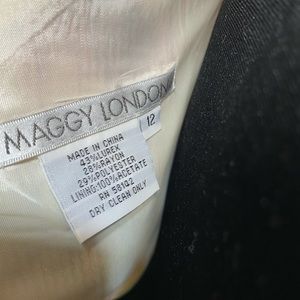 MAGGY LONDON
12
MADE IN CHINA
43%LUREX
28%RAYON
29%POLYESTER
LINING:100%ACETATE
RN 58122
DRY CLEAN ONLY